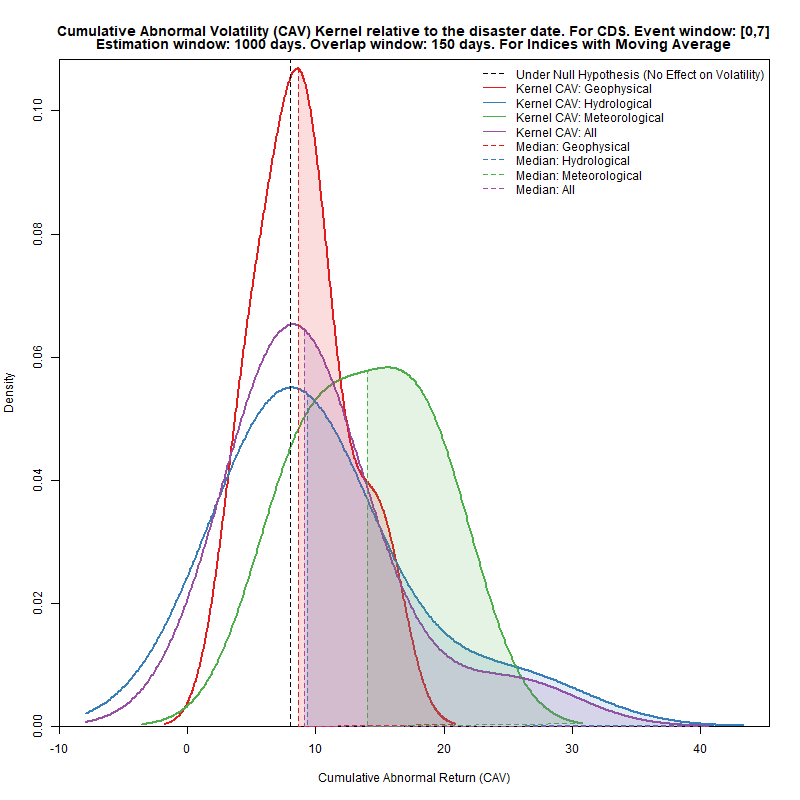 Cumulative Abnormal Volatility (CAV) Kernel relative to the disaster date. For CDS. Event window: [0,7]
Estimation window: 1000 days. Overlap window: 150 days. For Indices with Moving Average
Under Null Hypothesis (No Effect on Volatility)
Kernel CAV: Geophysical
Kernel CAV: Hydrological
Kernel CAV: Meteorological
Kernel CAV: All
Median: Geophysical
Median: Hydrological
Median: Meteorological
Median: All
Density
0.10
0.08
0.06
0.04
0.02
0.00
-10 0 10 20 30 40
Cumulative Abnormal Return (CAV)